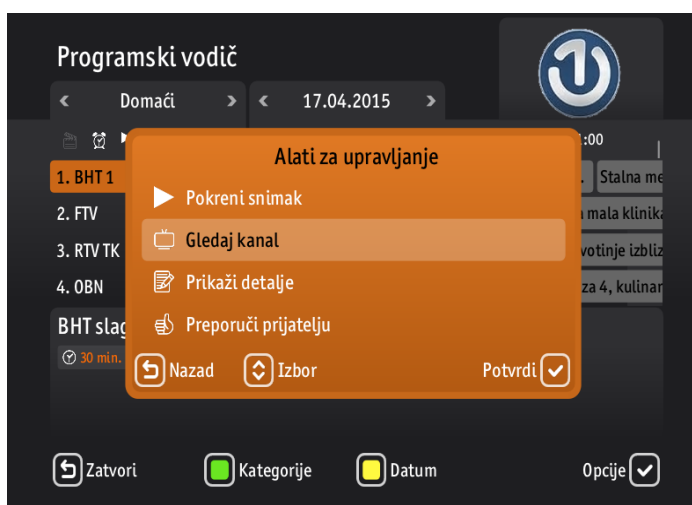 Programski vodič
Domaći
17.04.2015
:00
Alati za upravljanje
1. BHT 1
Stalna me
Pokreni snimak
2. FTV
mala klinika
Gledaj kanal
3. RTV TK
votinje izbliz
Prikaži detalje
4. OBN
za 4, kulinar
BHT slag
Preporuči prijatelju
30 min.
Nazad
Izbor
Potvrdi
Zatvori
Kategorije
Datum
Opcije